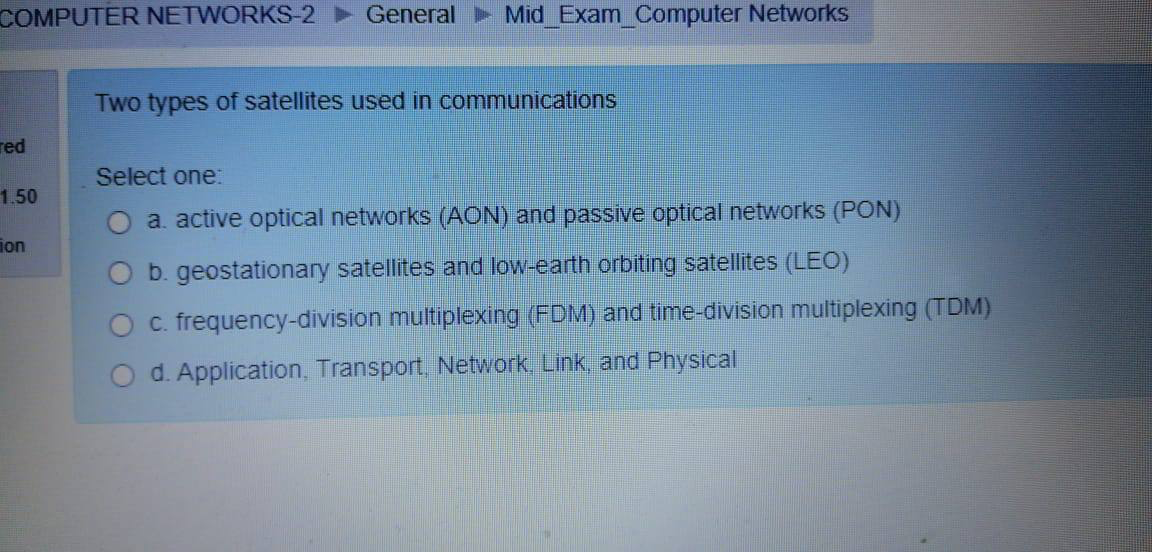 COMPUTER NETWORKS-2 ► General ► Mid_Exam_Computer Networks
red
1.50
ion
Two types of satellites used in communications
Select one:
a. active optical networks (AON) and passive optical networks (PON)
b. geostationary satellites and low-earth orbiting satellites (LEO)
c. frequency-division multiplexing (FDM) and time-division multiplexing (TDM)
d. Application, Transport, Network, Link, and Physical